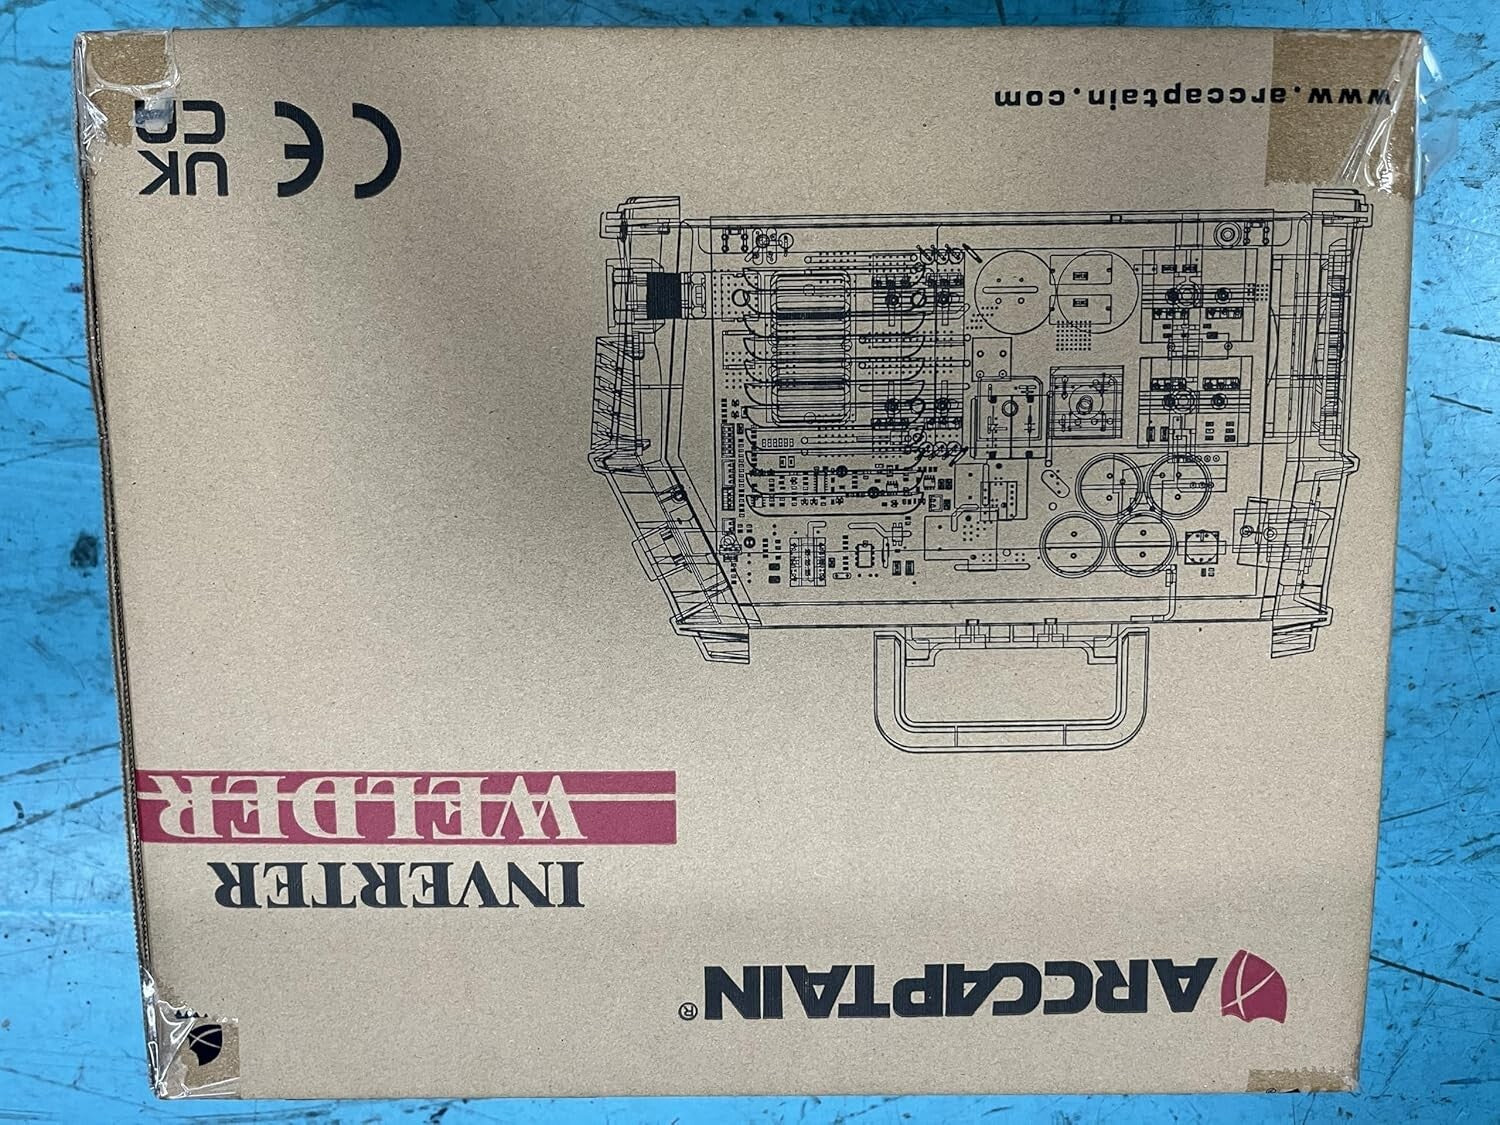 ARCCAPTAIN®
INVERTER
WELDER
www.arccaptain.com
CE
UK
CA